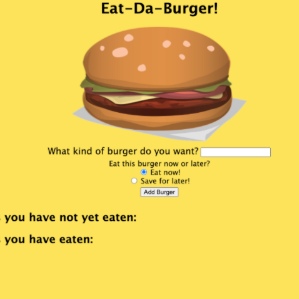 Eat-Da-Burger!
What kind of burger do you want?
Eat this burger now or later?
Eat now!
Save for later!
Add Burger
you have not yet eaten:
you have eaten: